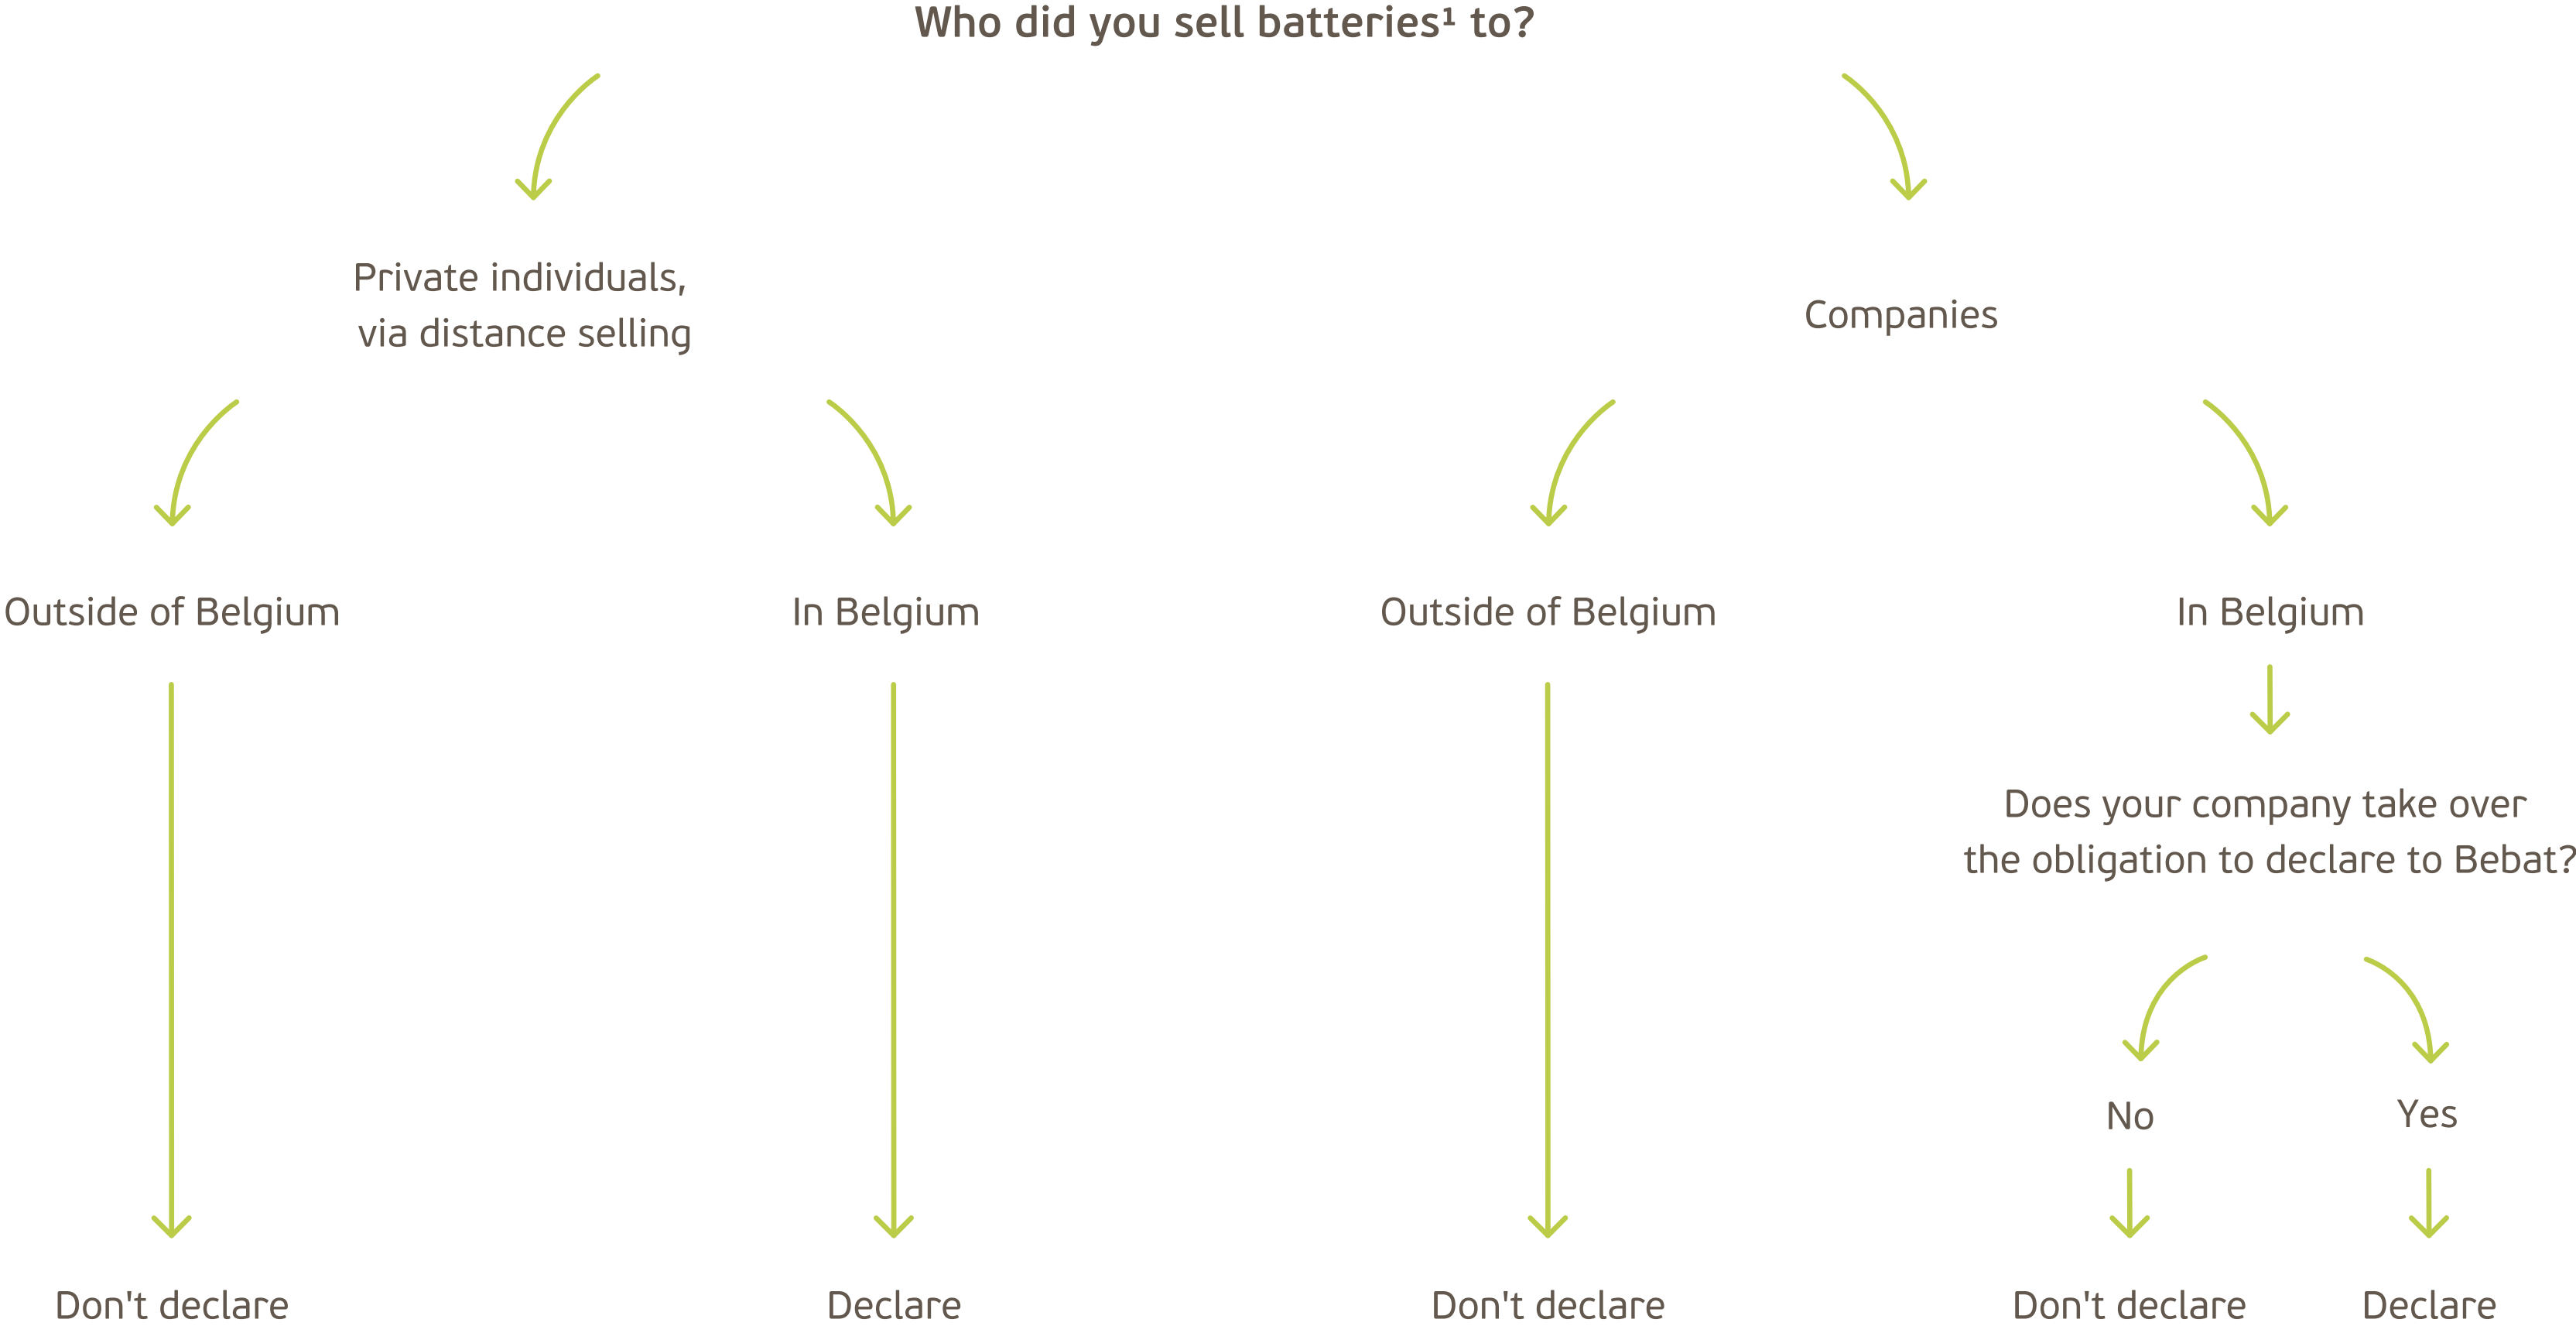 Who did you sell batteries¹ to?
Private individuals,
via distance selling
Companies
Outside of Belgium
In Belgium
Outside of Belgium
In Belgium
Does your company take over
the obligation to declare to Bebat?
No
Yes
Don't declare
Declare
Don't declare
Don't declare
Declare